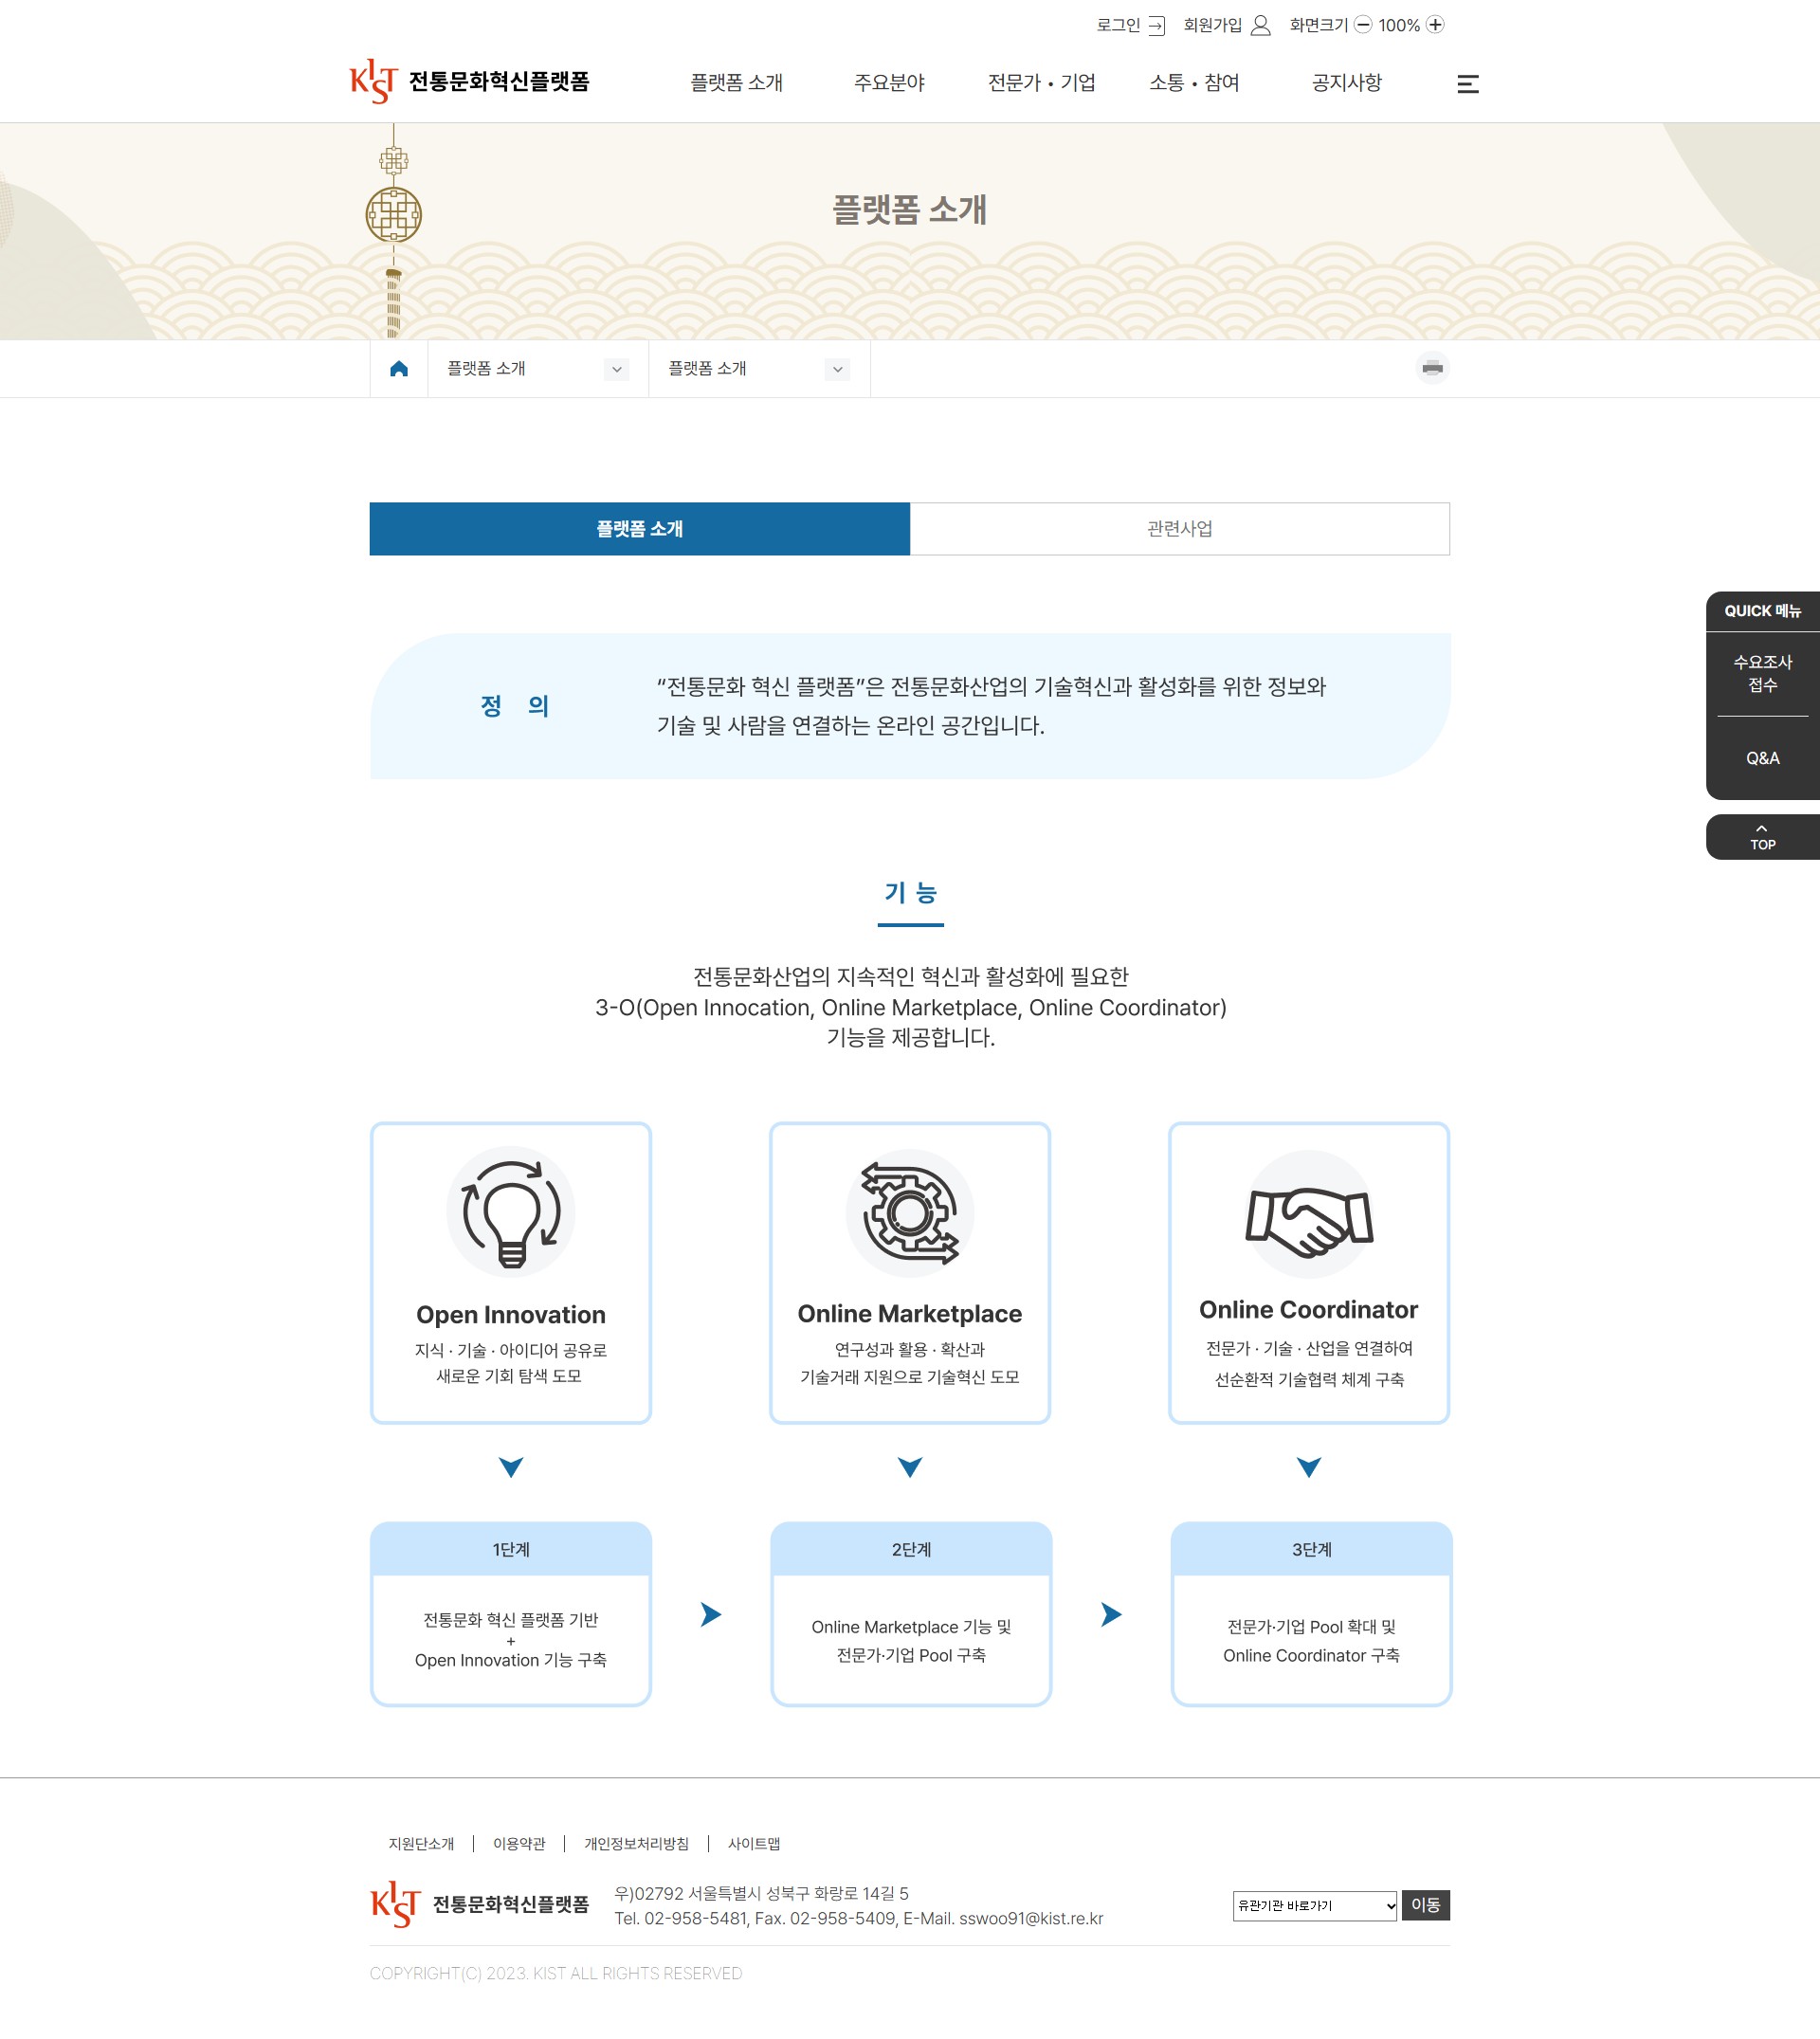 로그인 회원가입 화면크기 100%
KIST 전통문화혁신플랫폼 플랫폼 소개 주요분야 전문가 • 기업 소통 • 참여 공지사항
플랫폼 소개
플랫폼 소개 플랫폼 소개
플랫폼 소개 관련사업
QUICK 메뉴
수요조사
접수
Q&A
TOP
정 의
“전통문화 혁신 플랫폼”은 전통문화산업의 기술혁신과 활성화를 위한 정보와
기술 및 사람을 연결하는 온라인 공간입니다.
기 능
전통문화산업의 지속적인 혁신과 활성화에 필요한
3-O(Open Innocation, Online Marketplace, Online Coordinator)
기능을 제공합니다.
Open Innovation
지식 · 기술 · 아이디어 공유로
새로운 기회 탐색 도모
Online Marketplace
연구성과 활용 · 확산과
기술거래 지원으로 기술혁신 도모
Online Coordinator
전문가 · 기술 · 산업을 연결하여
선순환적 기술협력 체계 구축
1단계
전통문화 혁신 플랫폼 기반
+
Open Innovation 기능 구축
2단계
Online Marketplace 기능 및
전문가·기업 Pool 구축
3단계
전문가·기업 Pool 확대 및
Online Coordinator 구축
지원단소개 이용약관 개인정보처리방침 사이트맵
KIST 전통문화혁신플랫폼
우)02792 서울특별시 성북구 화랑로 14길 5
Tel. 02-958-5481, Fax. 02-958-5409, E-Mail. sswoo91@kist.re.kr
유관기관 바로가기 이동
COPYRIGHT(C) 2023. KIST ALL RIGHTS RESERVED